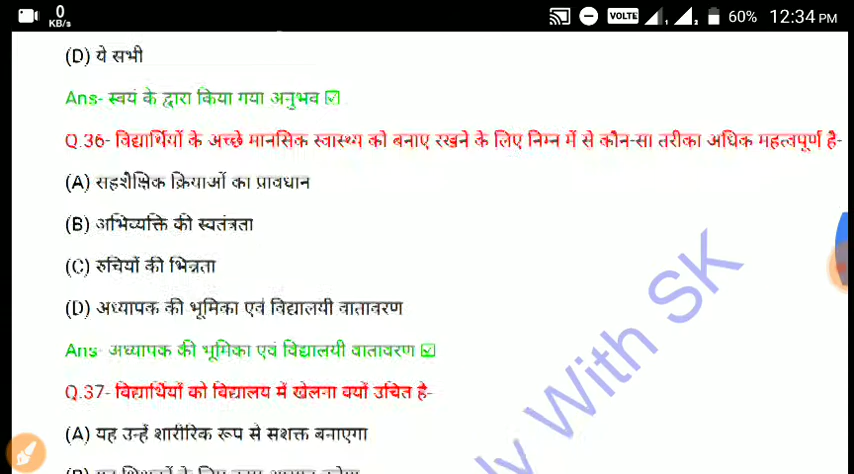 0
KB/s
VOLTE 1 2 60% 12:34 PM
(D) ये सभी
Ans- स्वयं के द्वारा किया गया अनुभव ☑
Q.36- विद्यार्थियों के अच्छे मानसिक स्वास्थ्य को बनाए रखने के लिए निम्न में से कौन-सा तरीका अधिक महत्वपूर्ण है-
(A) सहशैक्षिक क्रियाओं का प्रावधान
(B) अभिव्यक्ति की स्वतंत्रता
(C) रुचियों की भिन्नता
(D) अध्यापक की भूमिका एवं विद्यालयी वातावरण
Ans- अध्यापक की भूमिका एवं विद्यालयी वातावरण ☑
Q.37- विद्यार्थियों को विद्यालय में खेलना क्यों उचित है-
(A) यह उन्हें शारीरिक रूप से सशक्त बनाएगा
With SK